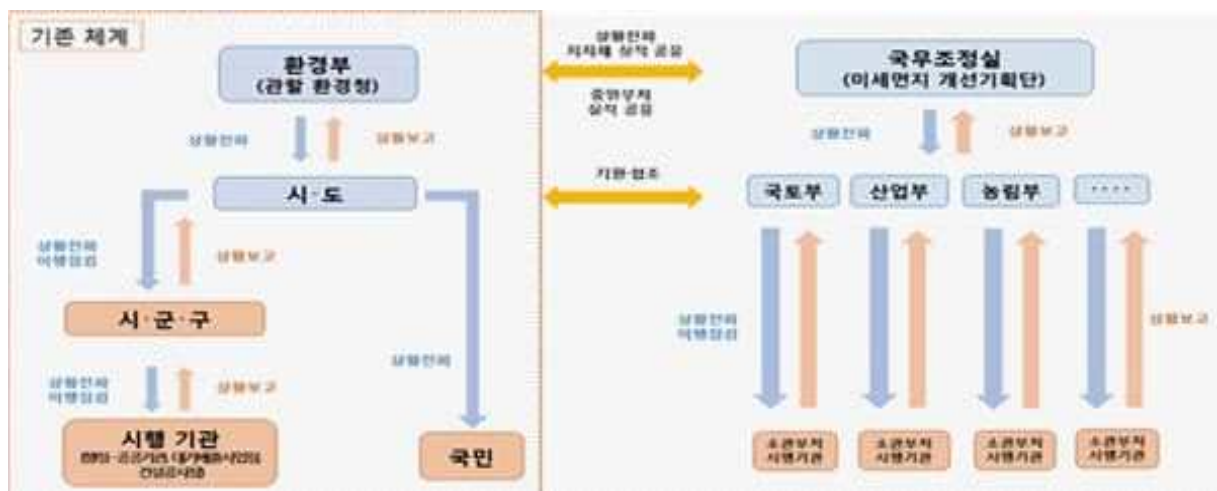 기존 체계
환경부
(관할 환경청)
상황전파
지자체 실적 공유
국무조정실
(미세먼지 개선기획단)
중앙부처
실적 공유
상황전파
상황보고
상황전파
상황보고
시·도
지원·협조
국토부
산업부
농림부
····
상황전파
이행점검
상황보고
시·군·구
상황전파
이행점검
상황보고
상황전파
상황전파
이행점검
상황보고
시행 기관
국민
소관부처
시행기관
소관부처
시행기관
소관부처
시행기관
소관부처
시행기관